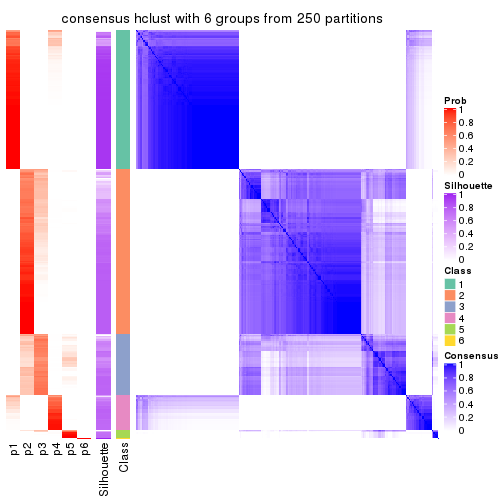 consensus hclust with 6 groups from 250 partitions
Prob
1
0.8
0.6
0.4
0.2
0
Silhouette
1
0.8
0.6
0.4
0.2
0
Class
1
2
3
4
5
6
Consensus
1
0.8
0.6
0.4
0.2
0
p1
p2
p3
p4
p5
p6
Silhouette
Class